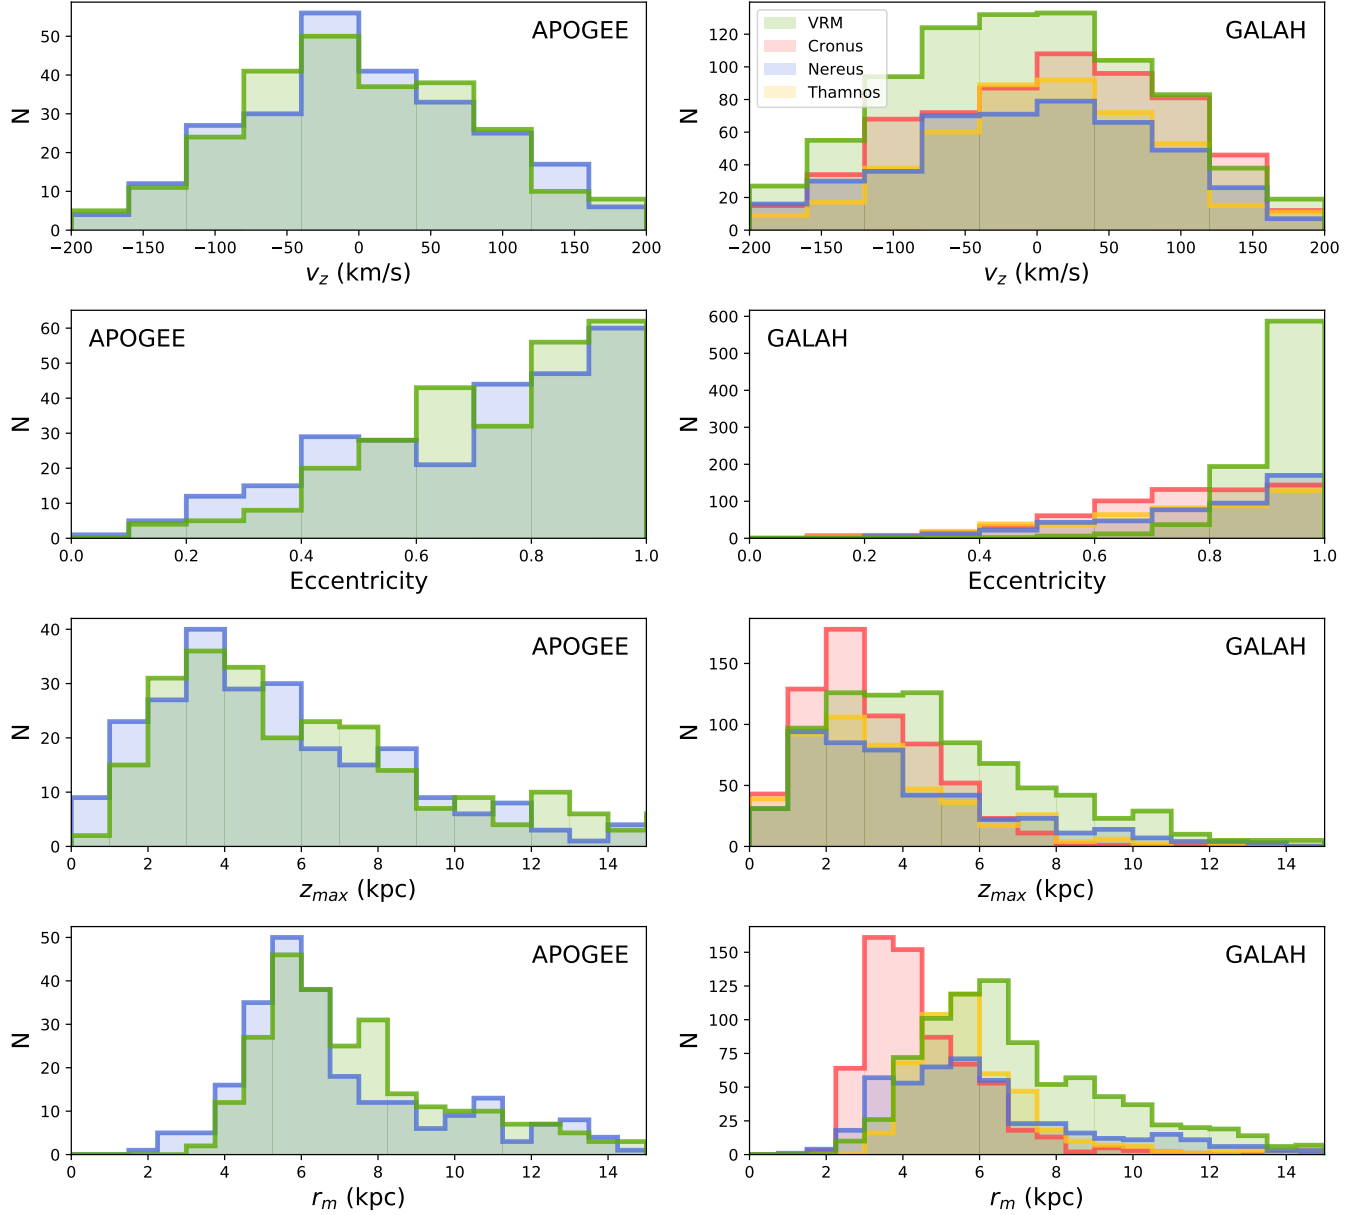 APOGEE
N
50
40
30
20
10
0
−200 −150 −100 −50 0 50 100 150 200
v_z (km/s)
GALAH
VRM
Cronus
Nereus
Thamnos
N
120
100
80
60
40
20
0
−200 −150 −100 −50 0 50 100 150 200
v_z (km/s)
APOGEE
N
60
50
40
30
20
10
0
0.0 0.2 0.4 0.6 0.8 1.0
Eccentricity
GALAH
N
600
500
400
300
200
100
0
0.0 0.2 0.4 0.6 0.8 1.0
Eccentricity
APOGEE
N
40
30
20
10
0
0 2 4 6 8 10 12 14
z_max (kpc)
GALAH
N
150
100
50
0
0 2 4 6 8 10 12 14
z_max (kpc)
APOGEE
N
50
40
30
20
10
0
0 2 4 6 8 10 12 14
r_m (kpc)
GALAH
N
150
125
100
75
50
25
0
0 2 4 6 8 10 12 14
r_m (kpc)